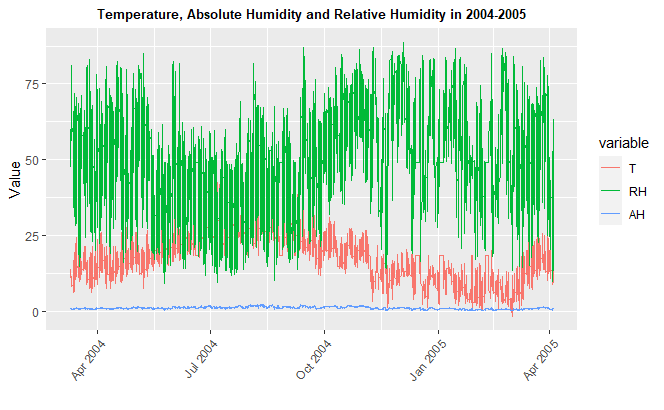 Temperature, Absolute Humidity and Relative Humidity in 2004-2005
Value
75
50
25
0
Apr 2004
Jul 2004
Oct 2004
Jan 2005
Apr 2005
variable
T
RH
AH